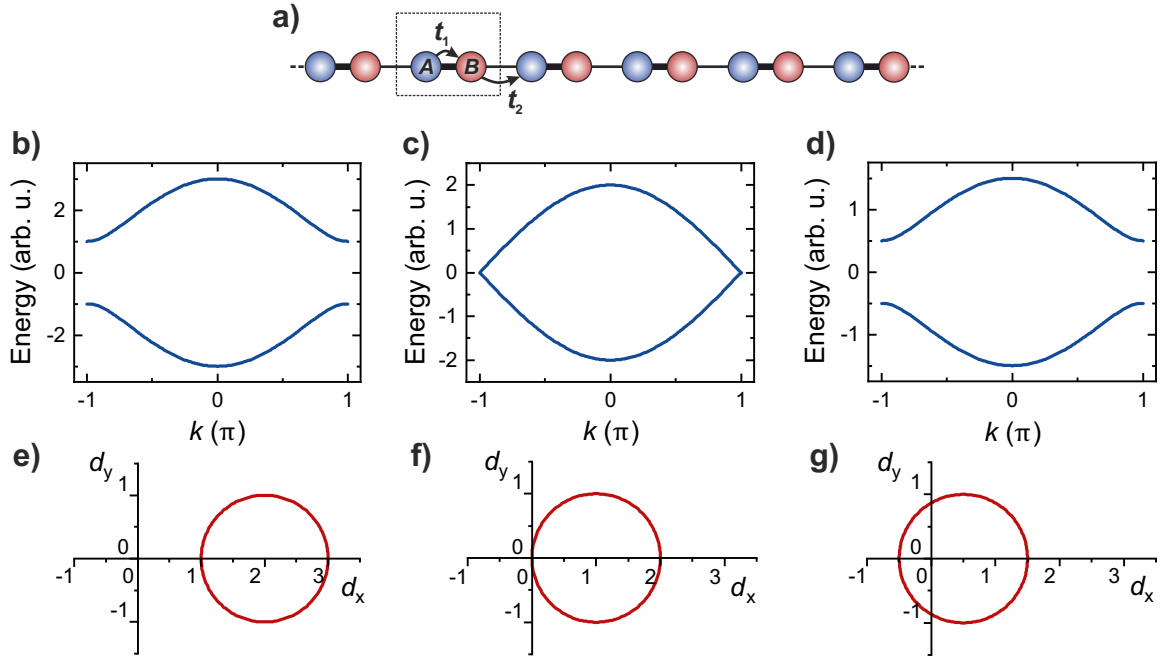 a)
t1
A B
t2
b) c) d)
Energy (arb. u.) Energy (arb. u.) Energy (arb. u.)
2 2 1
1
0 0 0
-1
-2 -2 -1
-1 0 1 -1 0 1 -1 0 1
k (π) k (π) k (π)
e) f) g)
dy dy dy
1 1 1
0 0 0
-1 0 1 2 3 -1 0 1 2 3 -1 0 1 2 3
dx dx dx
-1 -1 -1